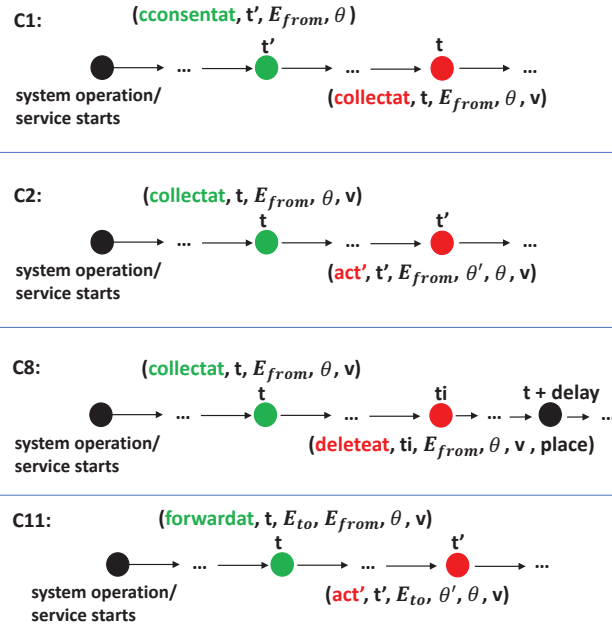 C1:
(cconsentat, t', E_from, θ)
t'
t
... ... ...
system operation/
service starts
(collectat, t, E_from, θ, v)
C2:
(collectat, t, E_from, θ, v)
t
t'
... ... ...
system operation/
service starts
(act', t', E_from, θ', θ, v)
C8:
(collectat, t, E_from, θ, v)
t
ti
t + delay
... ... ... ...
system operation/
service starts
(deleteat, ti, E_from, θ, v , place)
C11:
(forwardat, t, E_to, E_from, θ, v)
t
t'
... ... ...
system operation/
service starts
(act', t', E_to, θ', θ, v)